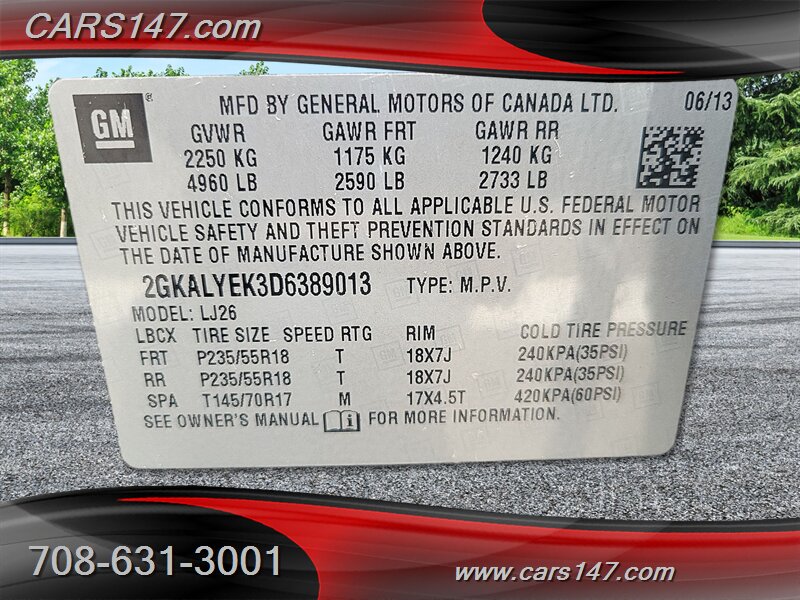 CARS147.com
GM ®
MFD BY GENERAL MOTORS OF CANADA LTD. 06/13
GVWR GAWR FRT GAWR RR
2250 KG 1175 KG 1240 KG
4960 LB 2590 LB 2733 LB
THIS VEHICLE CONFORMS TO ALL APPLICABLE U.S. FEDERAL MOTOR
VEHICLE SAFETY AND THEFT PREVENTION STANDARDS IN EFFECT ON
THE DATE OF MANUFACTURE SHOWN ABOVE.
2GKALYEK3D6389013 TYPE: M.P.V.
MODEL: LJ26
LBCX TIRE SIZE SPEED RTG RIM COLD TIRE PRESSURE
FRT P235/55R18 T 18X7J 240KPA(35PSI)
RR P235/55R18 T 18X7J 240KPA(35PSI)
SPA T145/70R17 M 17X4.5T 420KPA(60PSI)
SEE OWNER'S MANUAL FOR MORE INFORMATION.
708-631-3001
www.cars147.com